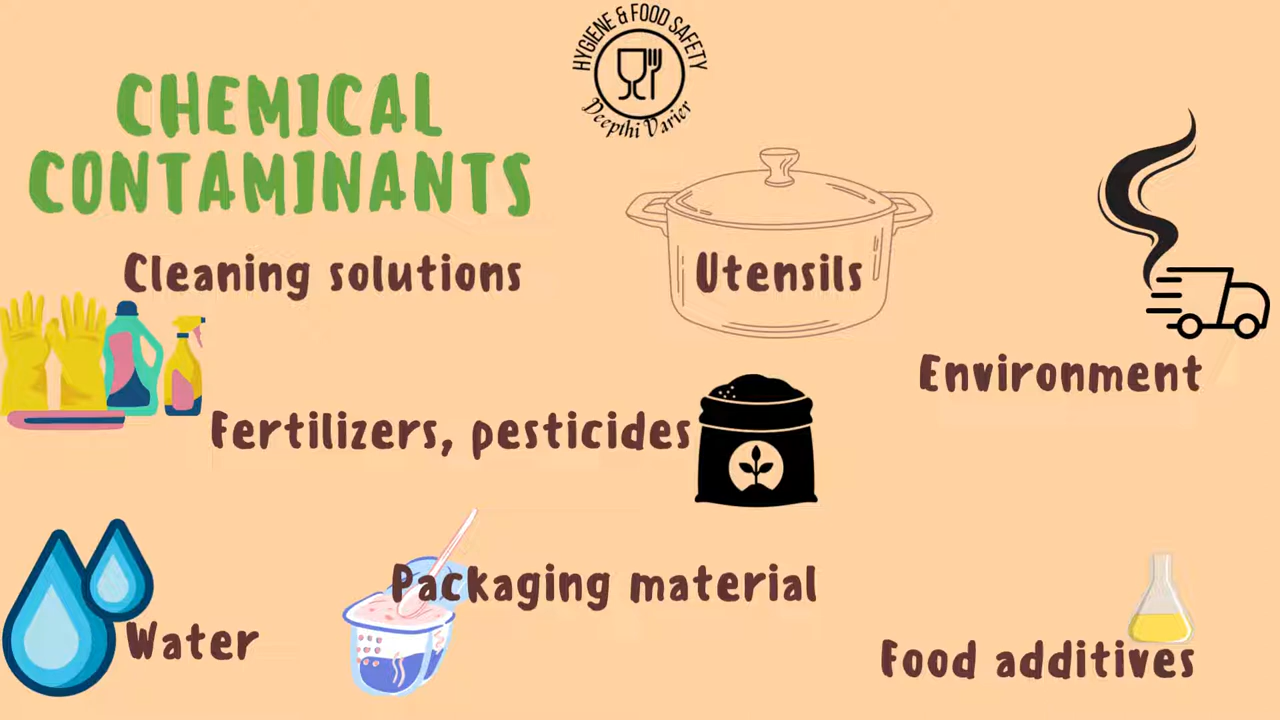 HYGIENE & FOOD SAFETY
Deepthi Varier
CHEMICAL
CONTAMINANTS
Cleaning solutions
Utensils
Environment
Fertilizers, pesticides
Packaging material
Water
Food additives